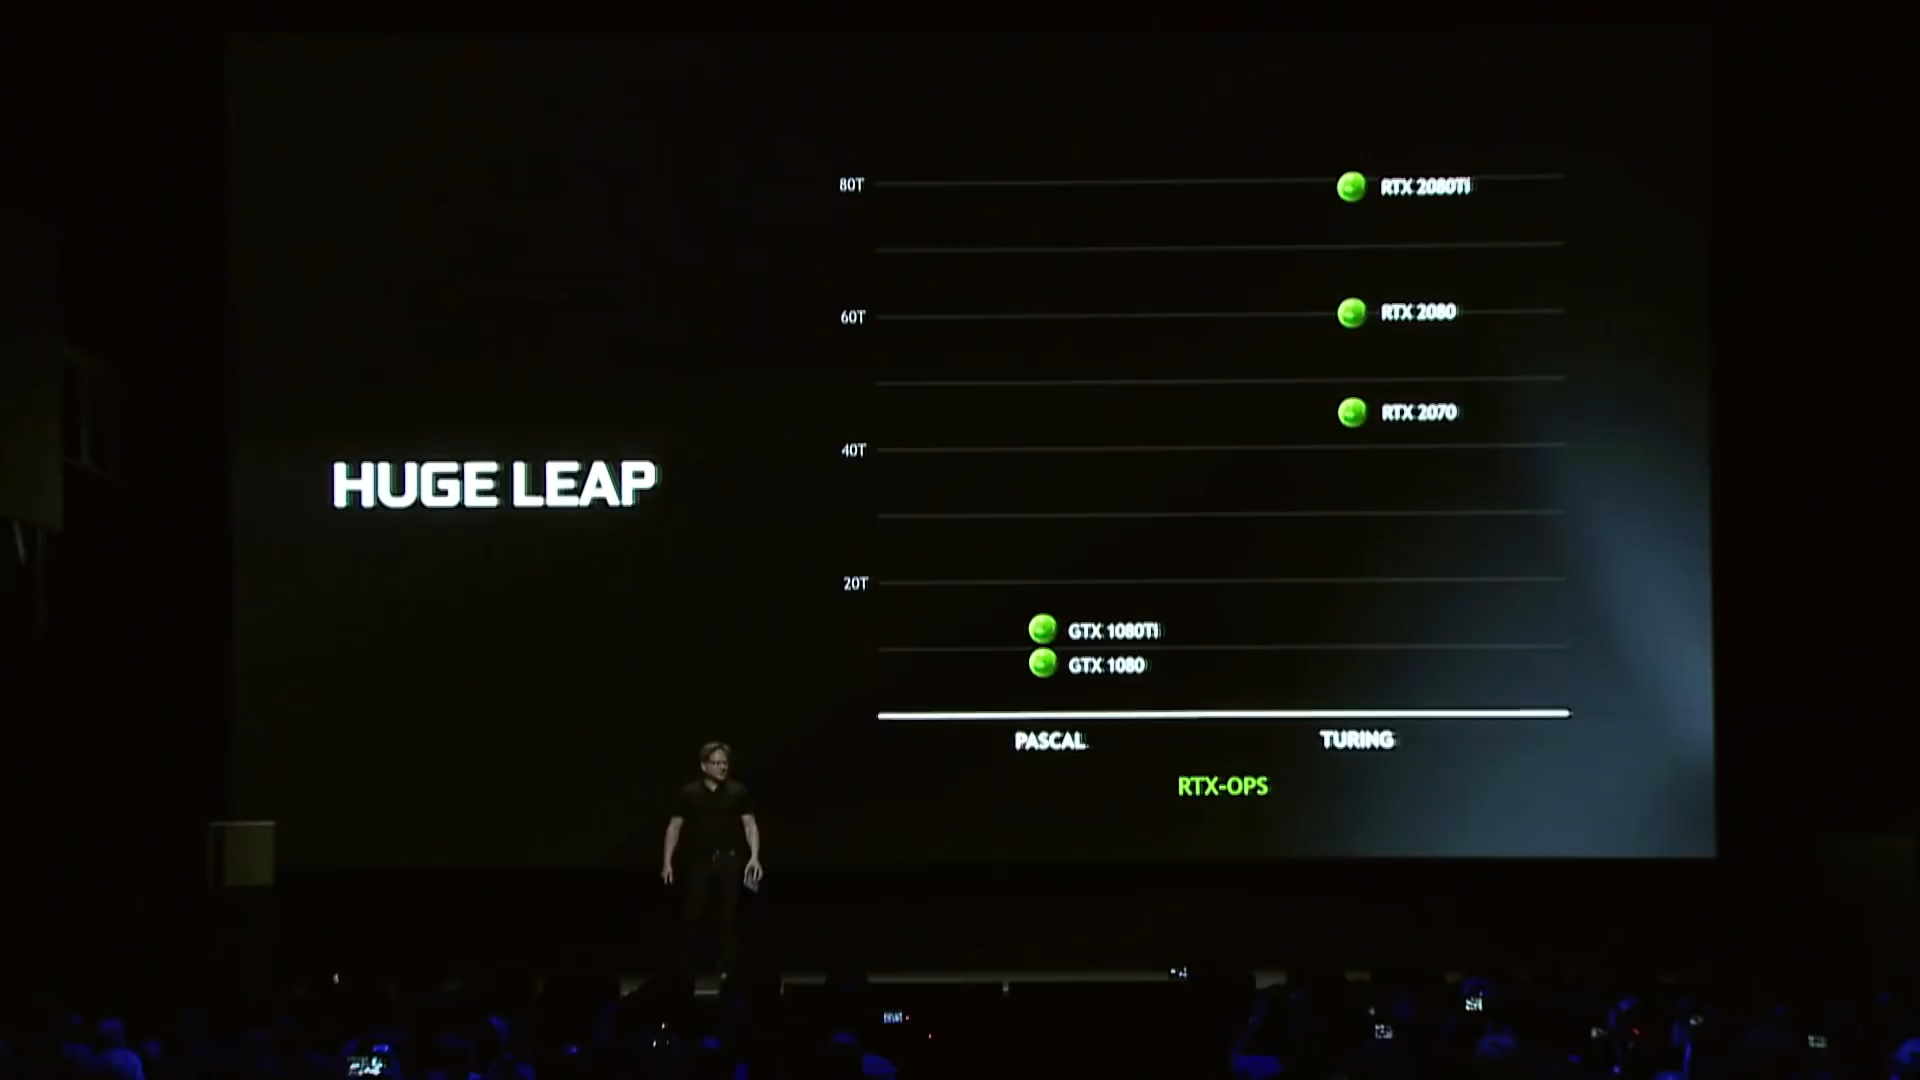 80T
RTX 2080TI
60T
RTX 2080
RTX 2070
40T
HUGE LEAP
20T
GTX 1080TI
GTX 1080
PASCAL
TURING
RTX-OPS